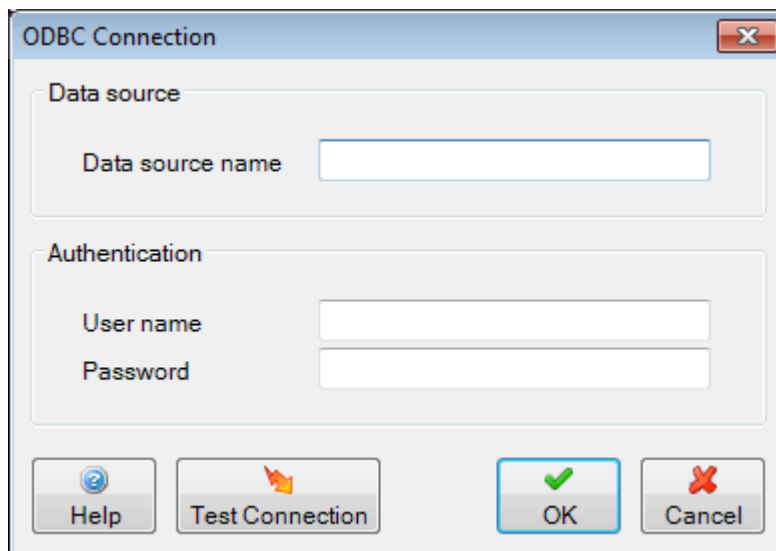 ODBC Connection
Data source
Data source name
Authentication
User name
Password
Help
Test Connection
OK
Cancel